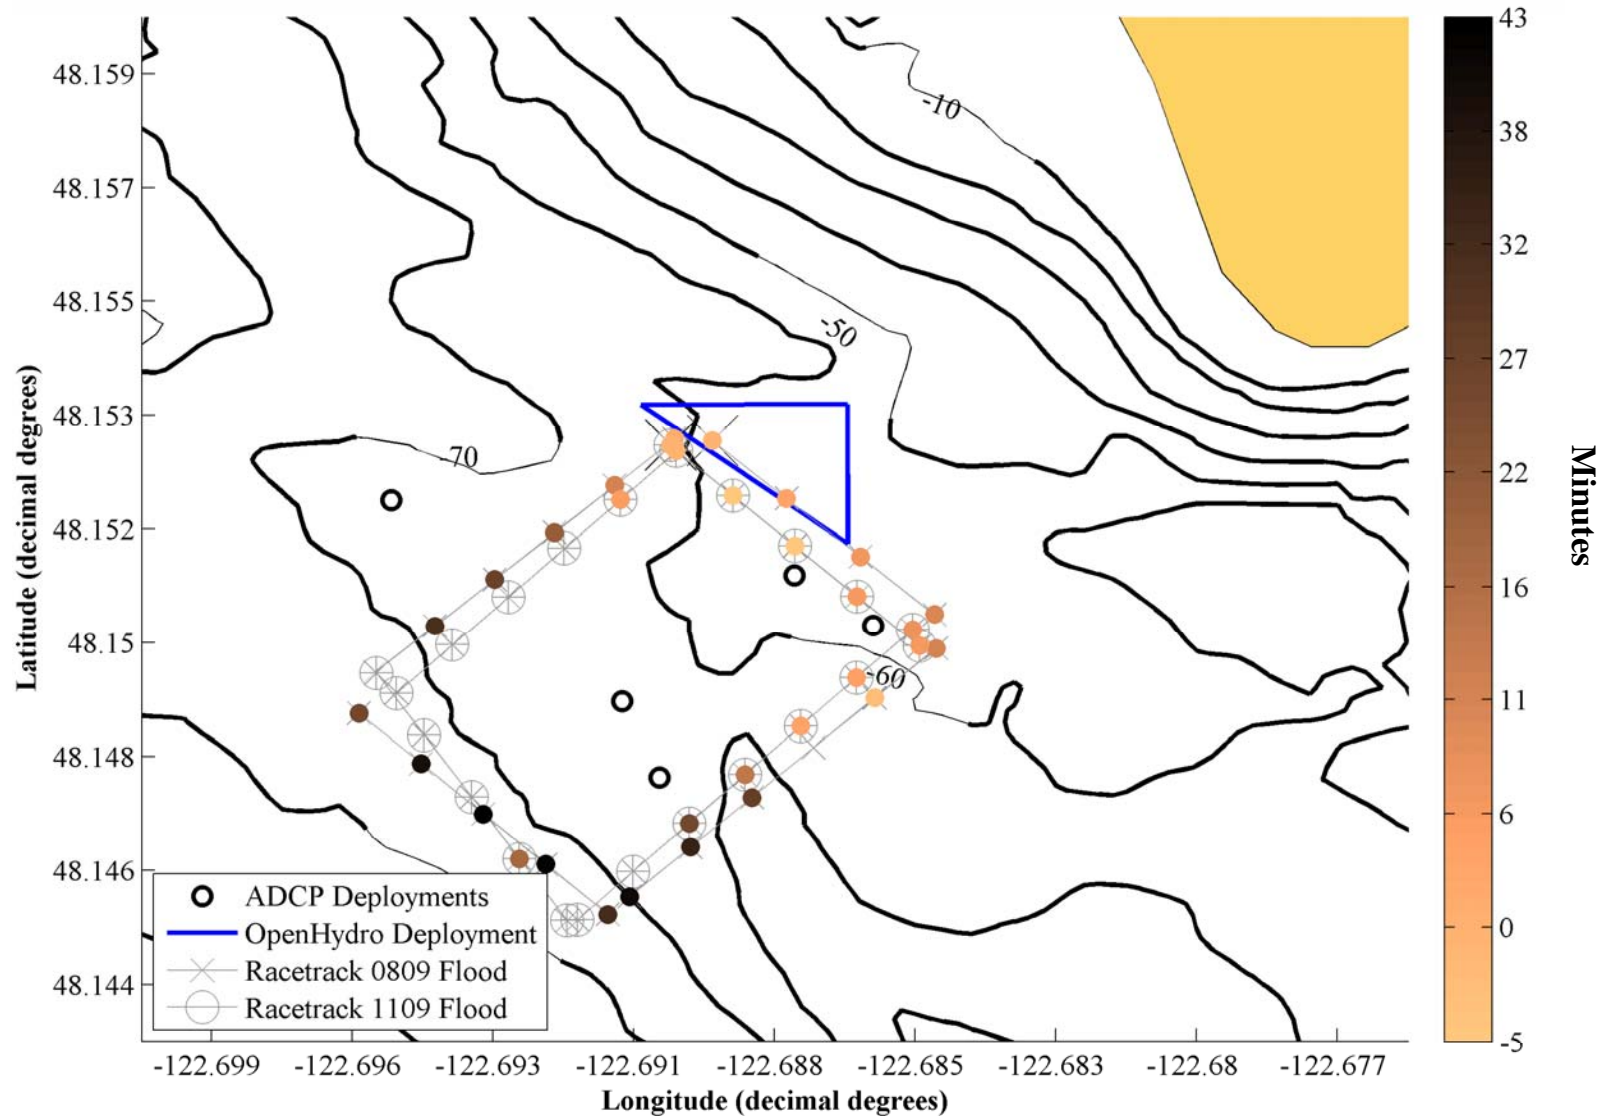 48.159
48.157
48.155
48.153
48.152
48.15
48.148
48.146
48.144
Latitude (decimal degrees)
-10
-50
-70
-60
ADCP Deployments
OpenHydro Deployment
Racetrack 0809 Flood
Racetrack 1109 Flood
-122.699 -122.696 -122.693 -122.691 -122.688 -122.685 -122.683 -122.68 -122.677
Longitude (decimal degrees)
43
38
32
27
22
16
11
6
0
-5
Minutes